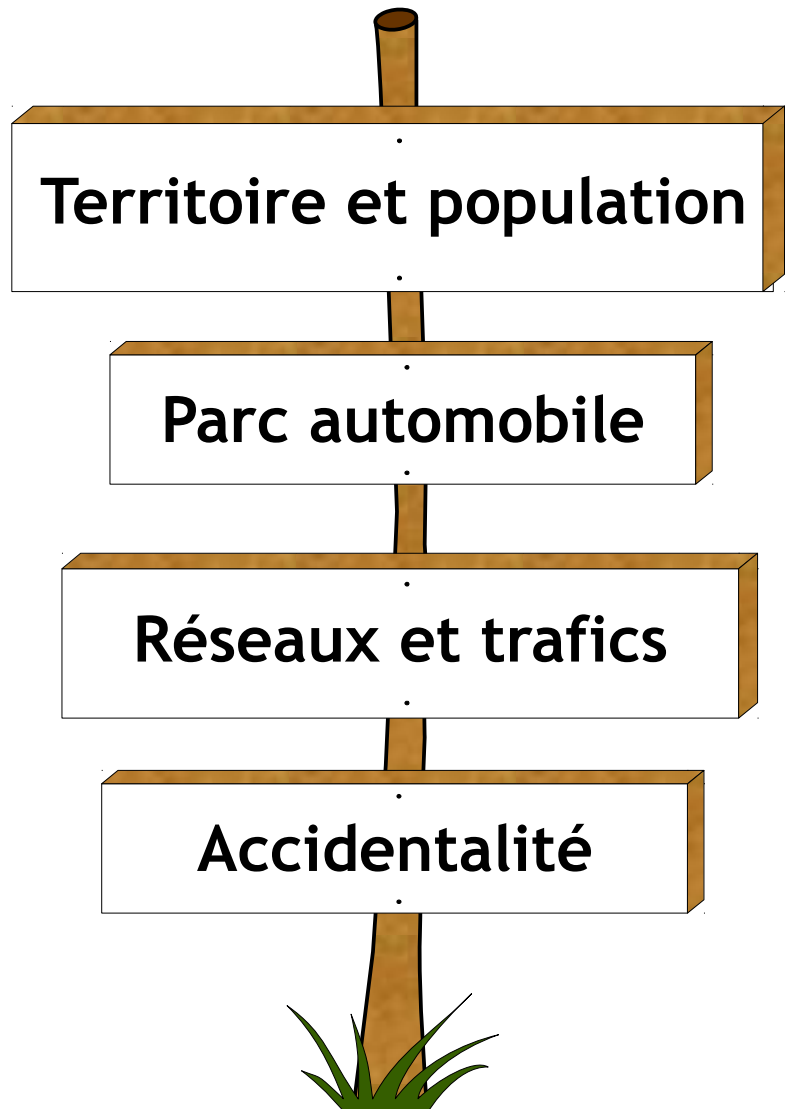 Territoire et population
Parc automobile
Réseaux et trafics
Accidentalité